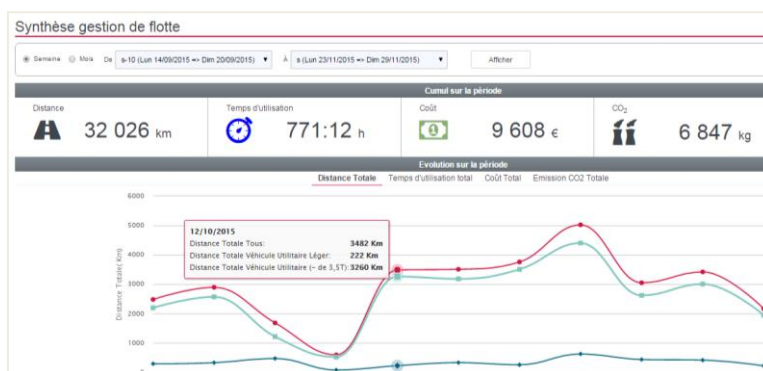 Synthèse gestion de flotte
Semaine Mois De s-10 (Lun 14/09/2015 => Dim 20/09/2015) À s (Lun 23/11/2015 => Dim 29/11/2015) Afficher
Cumul sur la période
Distance Temps d'utilisation Coût CO₂
32 026 km 771:12 h 9 608 € 6 847 kg
Evolution sur la période
Distance Totale Temps d'utilisation total Coût Total Emission CO2 Totale
6000
5000
4000
3000
2000
1000
Distance Totale( Km)
12/10/2015
Distance Totale Tous: 3482 Km
Distance Totale Véhicule Utilitaire Léger: 222 Km
Distance Totale Véhicule Utilitaire (- de 3,5T): 3260 Km